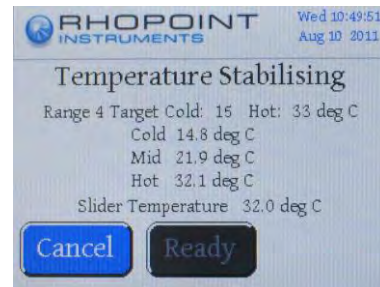 RHOPOINT
INSTRUMENTS
Wed 10:49:51
Aug 10 2011
Temperature Stabilising
Range 4 Target Cold: 15 Hot: 33 deg C
Cold 14.8 deg C
Mid 21.9 deg C
Hot 32.1 deg C
Slider Temperature 32.0 deg C
Cancel Ready